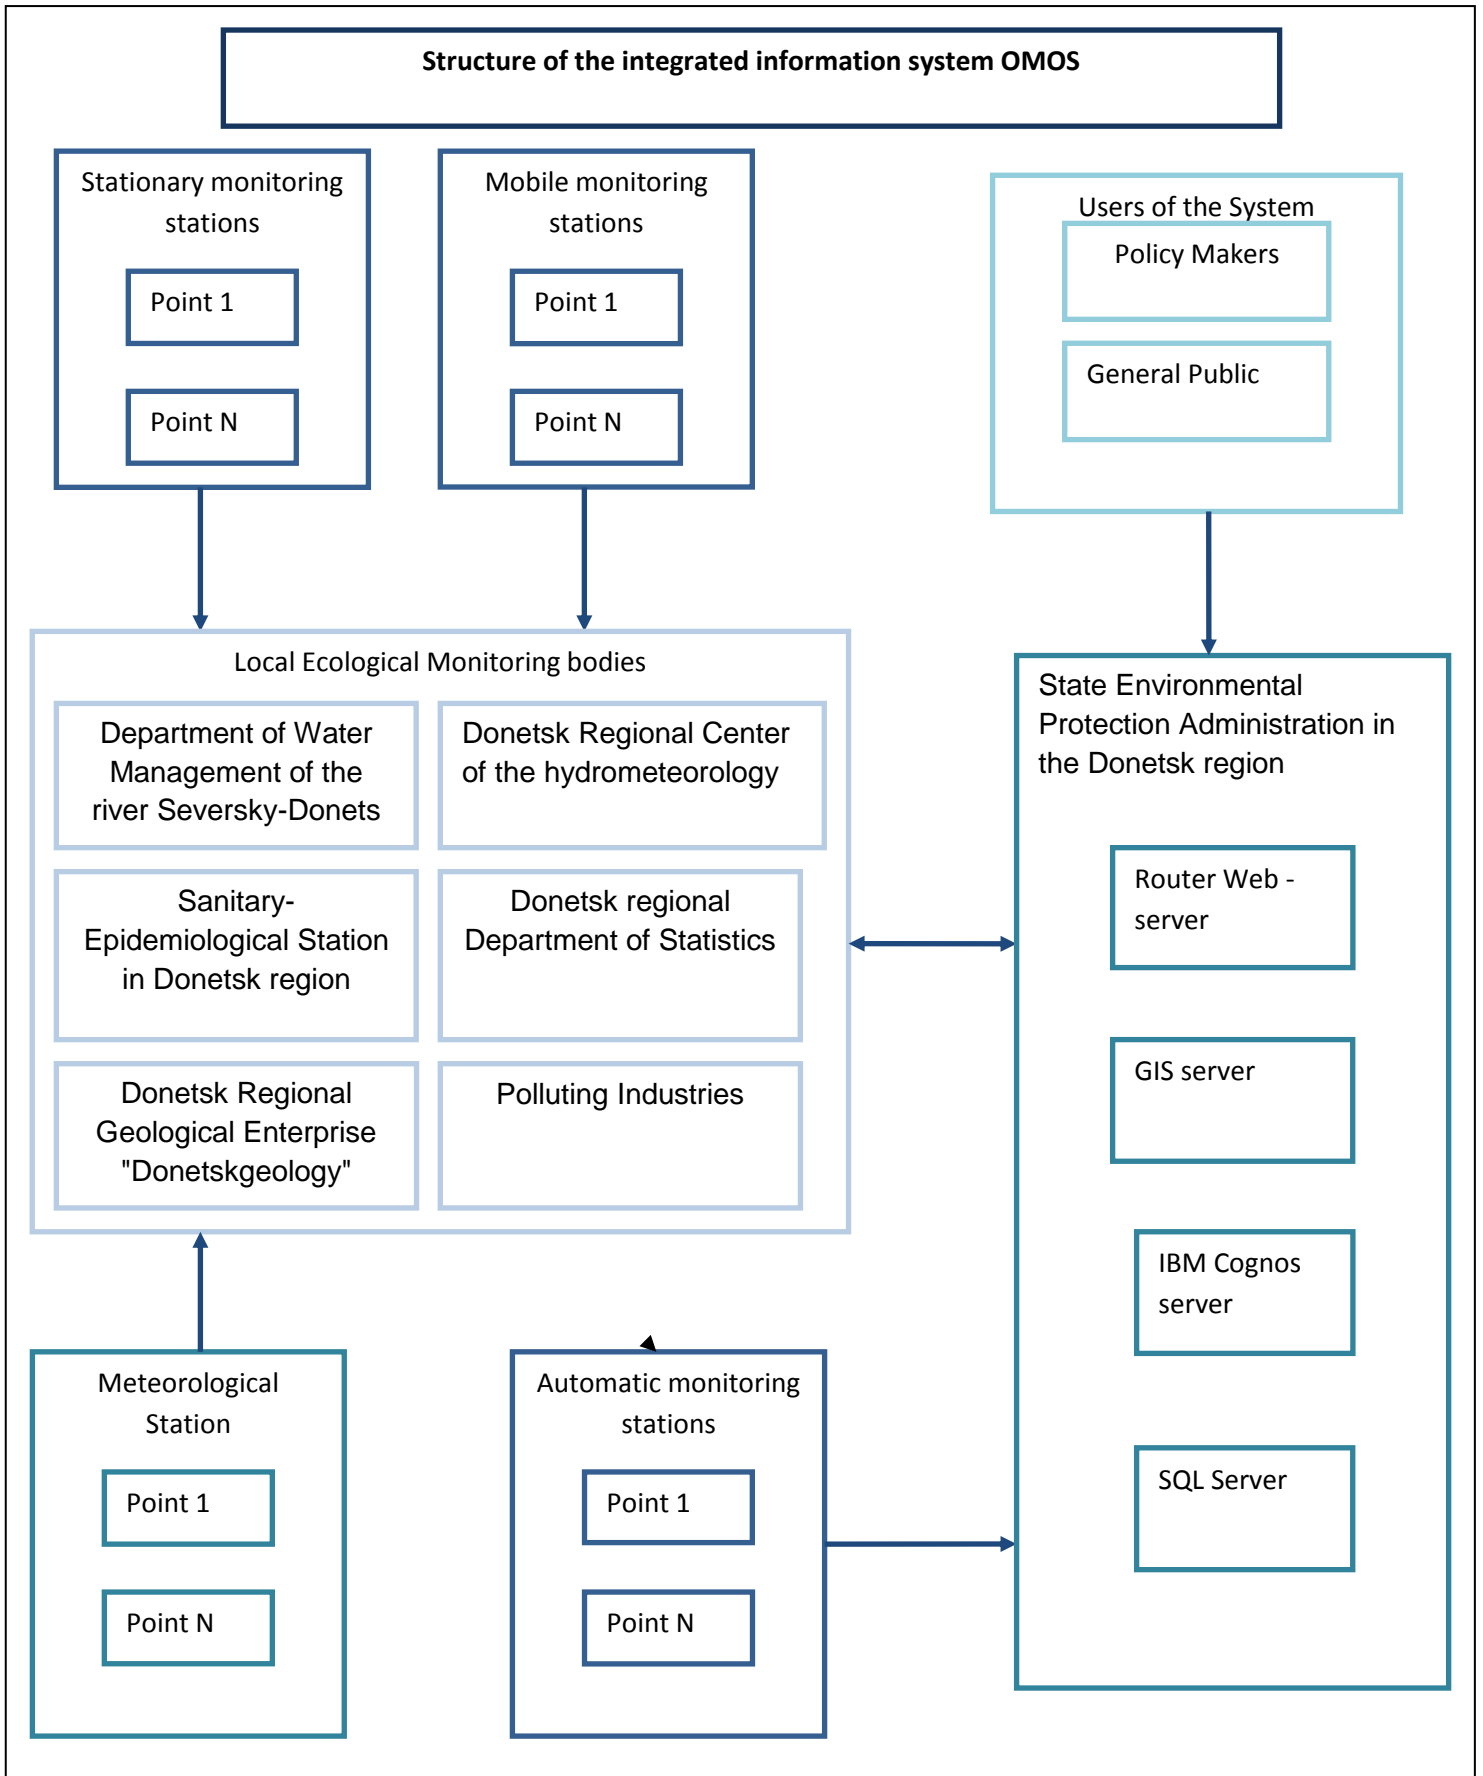 Structure of the integrated information system OMOS
Stationary monitoring
stations
Point 1
Point N
Mobile monitoring
stations
Point 1
Point N
Users of the System
Policy Makers
General Public
Local Ecological Monitoring bodies
Department of Water
Management of the
river Seversky-Donets
Donetsk Regional Center
of the hydrometeorology
Sanitary-
Epidemiological Station
in Donetsk region
Donetsk regional
Department of Statistics
Donetsk Regional
Geological Enterprise
"Donetskgeology"
Polluting Industries
State Environmental
Protection Administration in
the Donetsk region
Router Web -
server
GIS server
IBM Cognos
server
SQL Server
Meteorological
Station
Point 1
Point N
Automatic monitoring
stations
Point 1
Point N